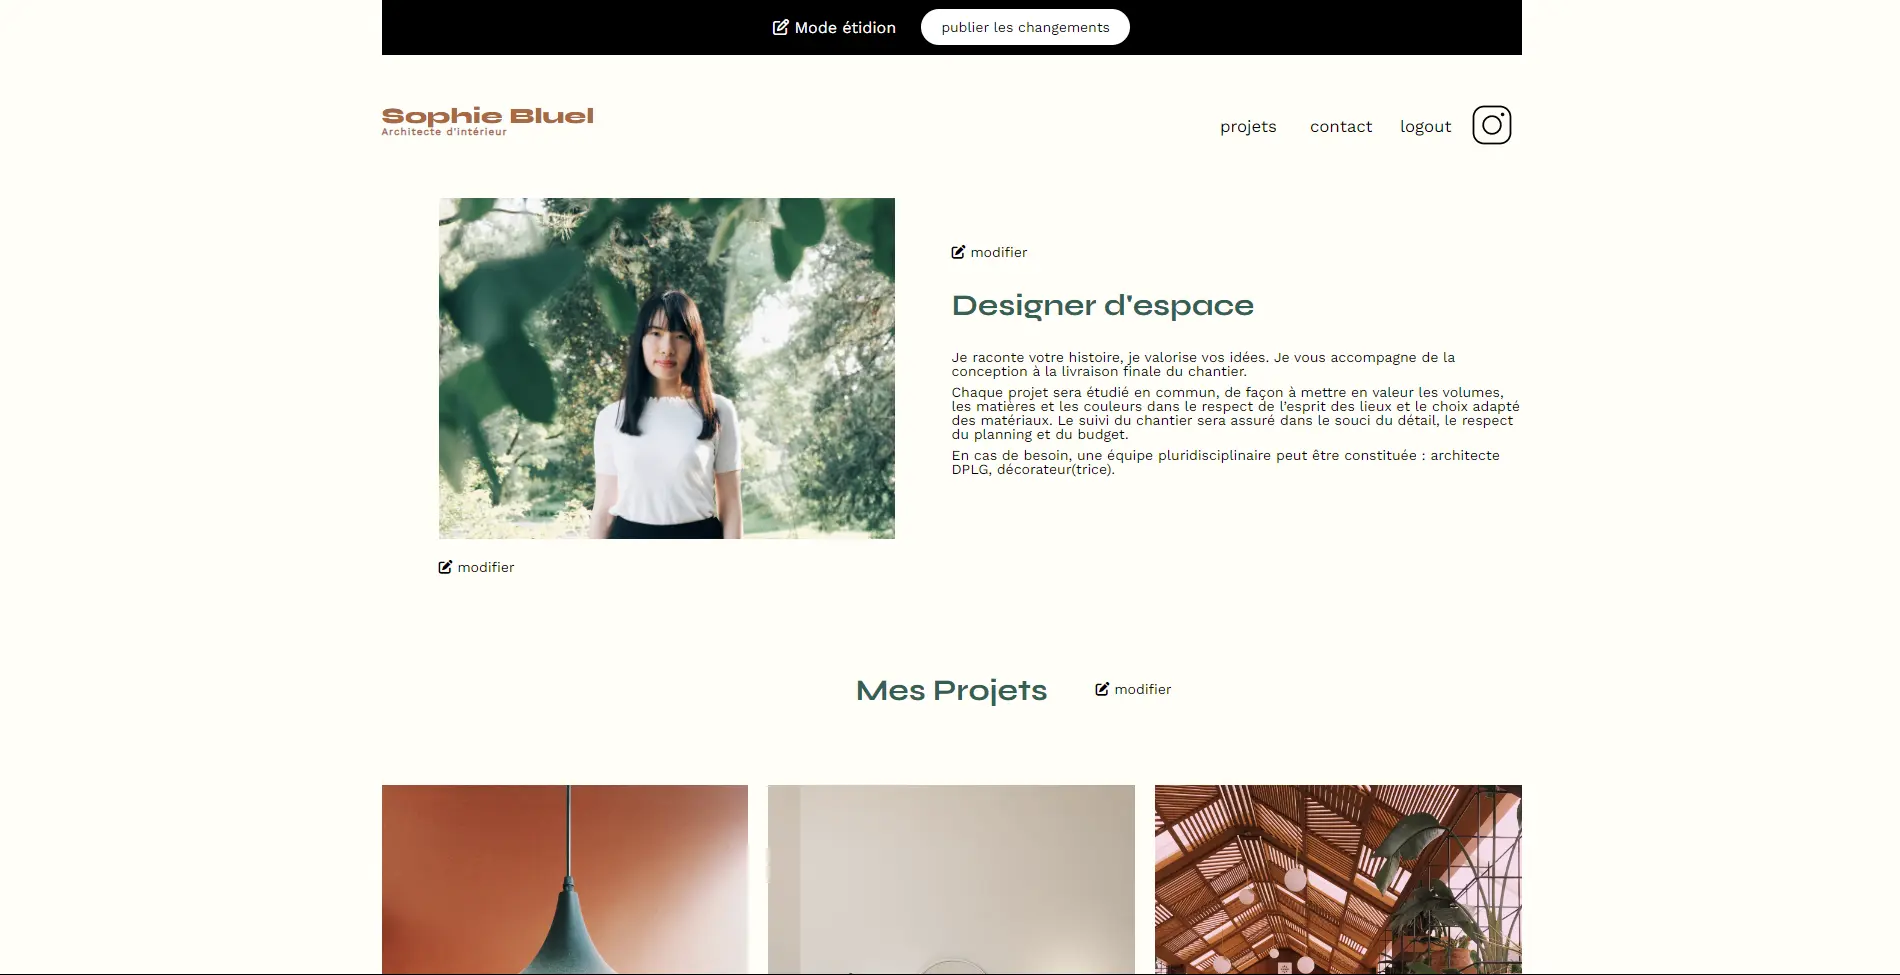 Mode étidion
publier les changements
Sophie Bluel
Architecte d'intérieur
projets
contact
logout
modifier
Designer d'espace
Je raconte votre histoire, je valorise vos idées. Je vous accompagne de la
conception à la livraison finale du chantier.
Chaque projet sera étudié en commun, de façon à mettre en valeur les volumes,
les matières et les couleurs dans le respect de l’esprit des lieux et le choix adapté
des matériaux. Le suivi du chantier sera assuré dans le souci du détail, le respect
du planning et du budget.
En cas de besoin, une équipe pluridisciplinaire peut être constituée : architecte
DPLG, décorateur(trice).
modifier
Mes Projets
modifier